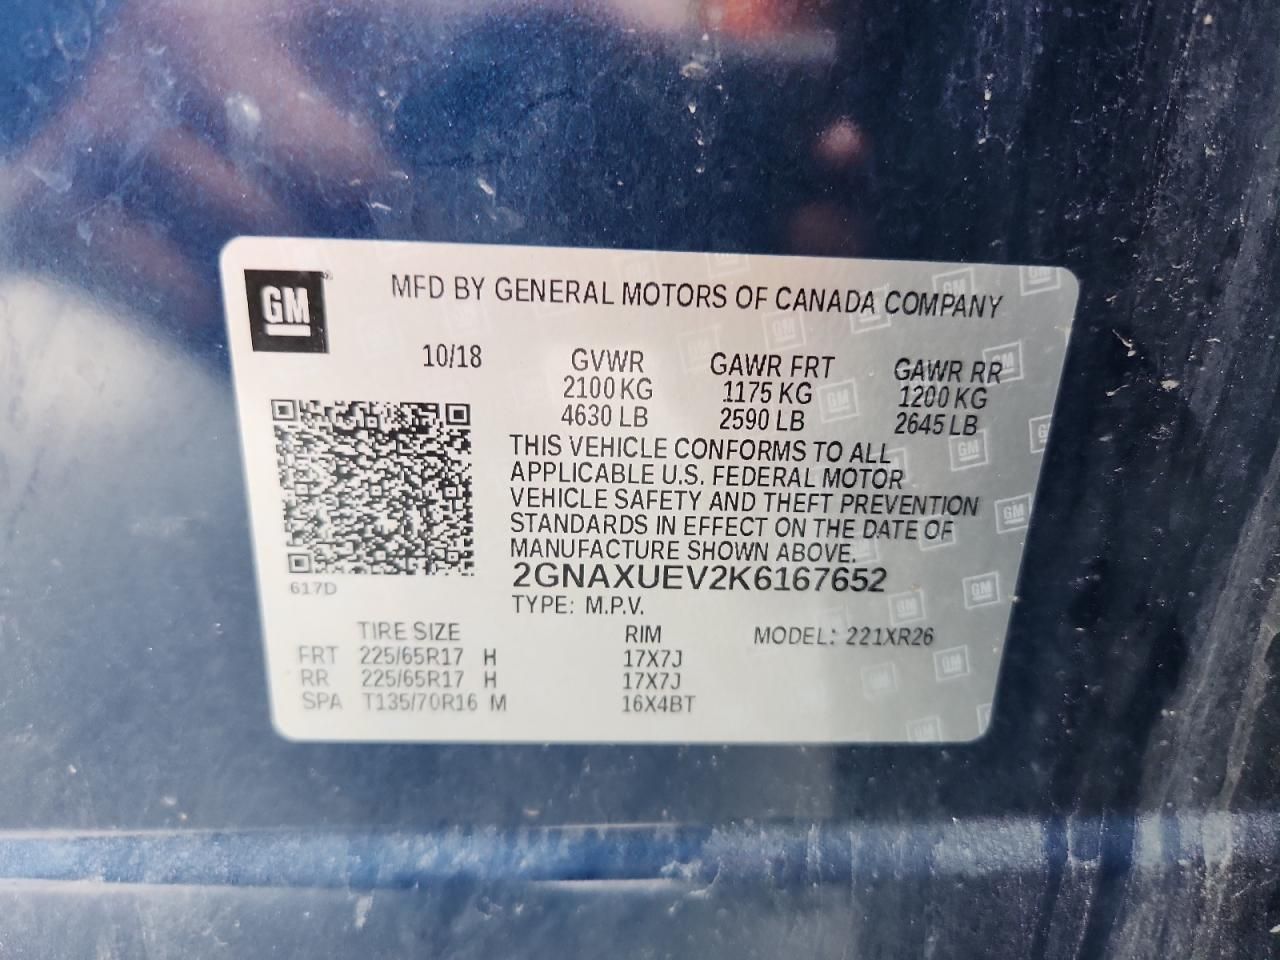 GM
MFD BY GENERAL MOTORS OF CANADA COMPANY
10/18 GVWR GAWR FRT GAWR RR
2100 KG 1175 KG 1200 KG
4630 LB 2590 LB 2645 LB
THIS VEHICLE CONFORMS TO ALL
APPLICABLE U.S. FEDERAL MOTOR
VEHICLE SAFETY AND THEFT PREVENTION
STANDARDS IN EFFECT ON THE DATE OF
MANUFACTURE SHOWN ABOVE.
617D
2GNAXUEV2K6167652
TYPE: M.P.V.
TIRE SIZE RIM MODEL: 221XR26
FRT 225/65R17 H 17X7J
RR 225/65R17 H 17X7J
SPA T135/70R16 M 16X4BT